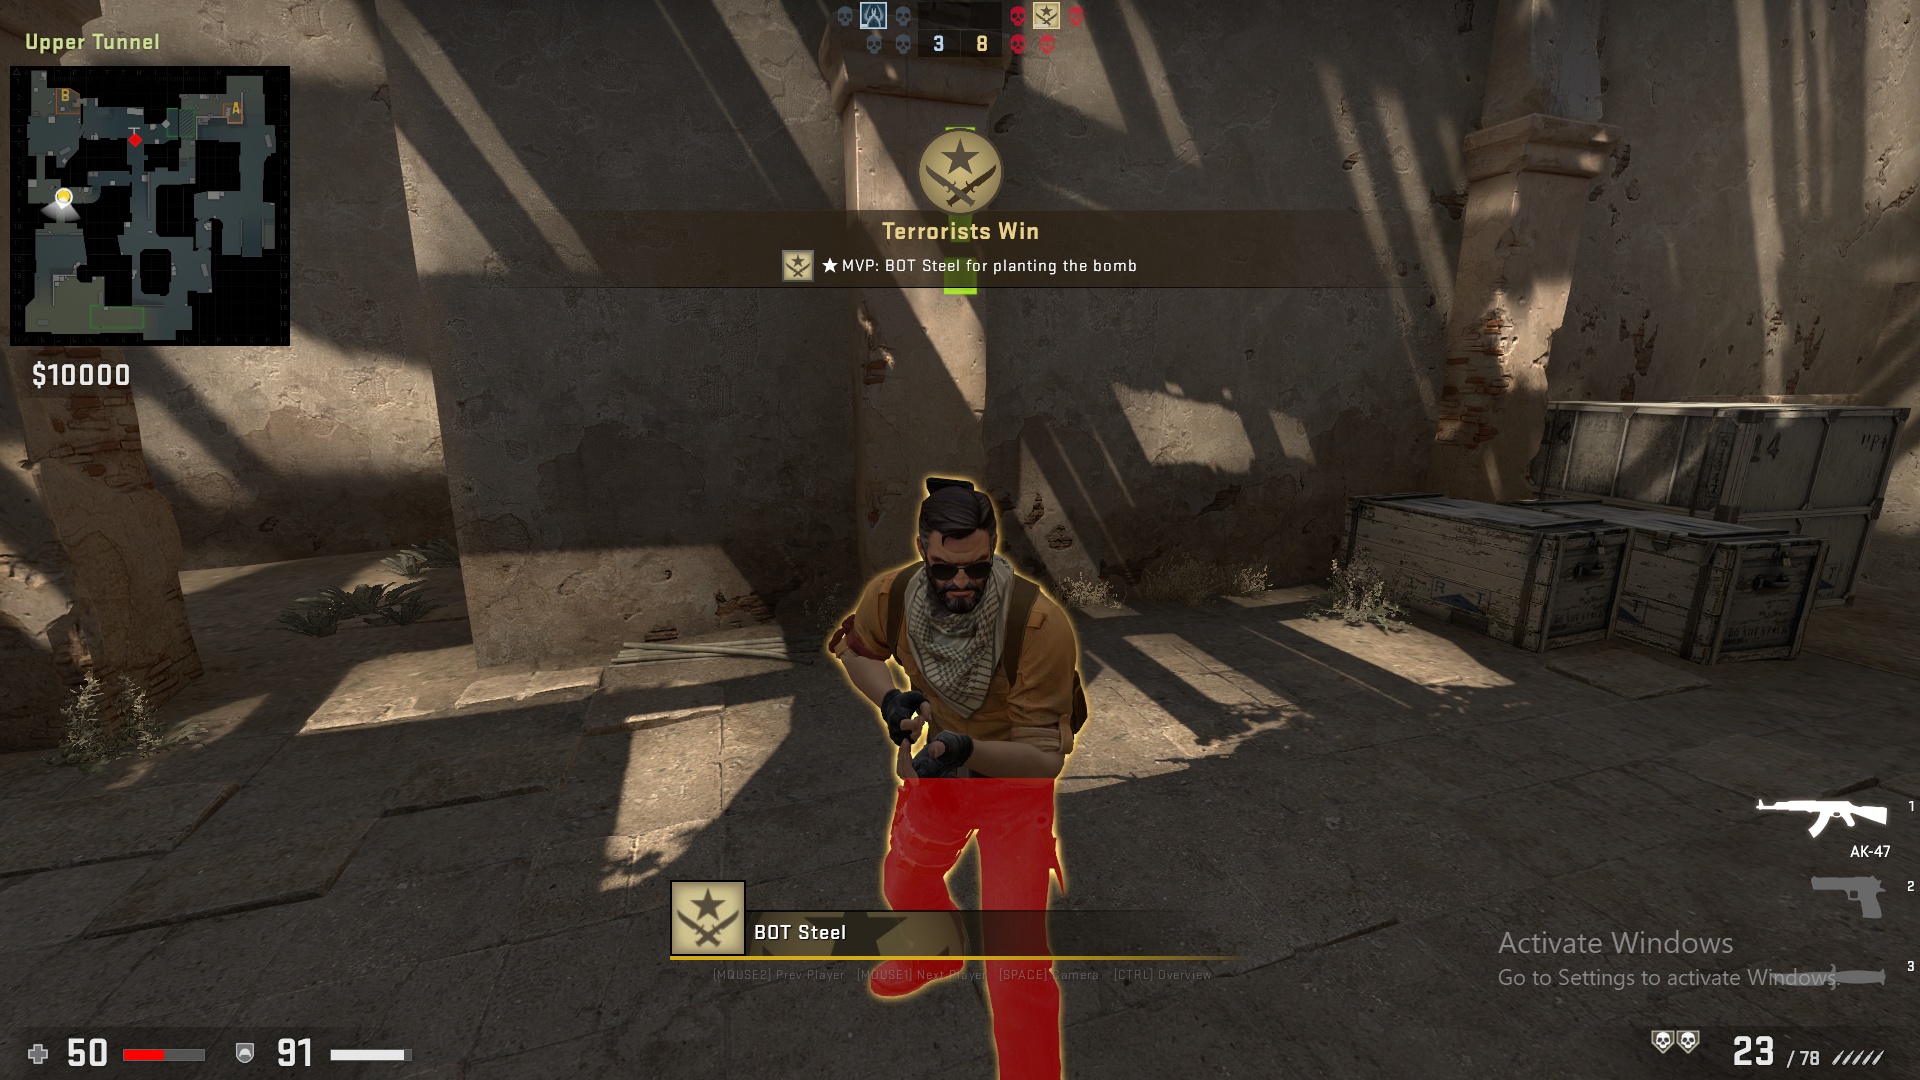 Upper Tunnel
3 8
B
A
Terrorists Win
★ MVP: BOT Steel for planting the bomb
$10000
24
1
AK-47
2
BOT Steel
Activate Windows
Go to Settings to activate Windows.
3
[MOUSE2] Prev Player [MOUSE1] Next Player [SPACE] Camera [CTRL] Overview
50 91
23 / 78